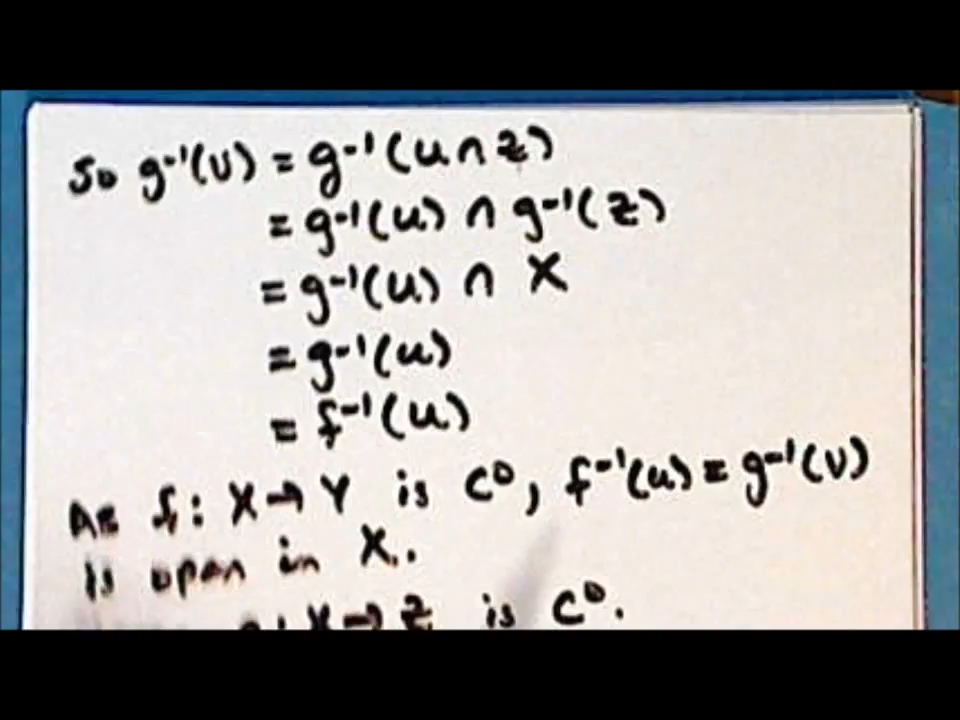 So g⁻¹(V) = g⁻¹(U ∩ Z)
= g⁻¹(U) ∩ g⁻¹(Z)
= g⁻¹(U) ∩ X
= g⁻¹(U)
= f⁻¹(U)
As f: X → Y is C⁰, f⁻¹(U) = g⁻¹(V)
is open in X.
g: X → Z is C⁰.